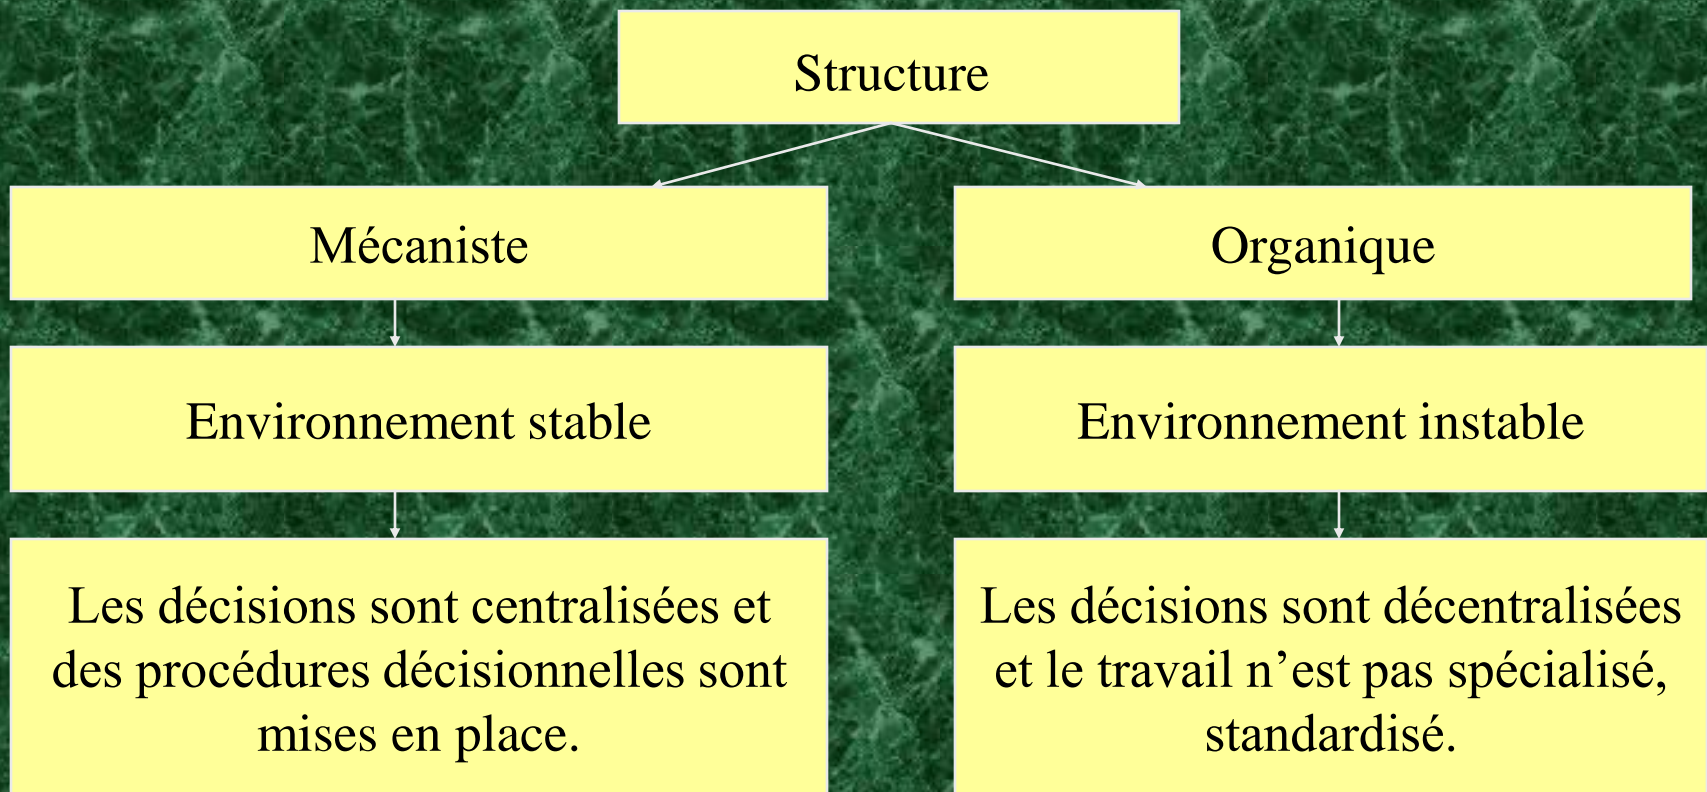 Structure
Mécaniste
Organique
Environnement stable
Environnement instable
Les décisions sont centralisées et
des procédures décisionnelles sont
mises en place.
Les décisions sont décentralisées
et le travail n’est pas spécialisé,
standardisé.